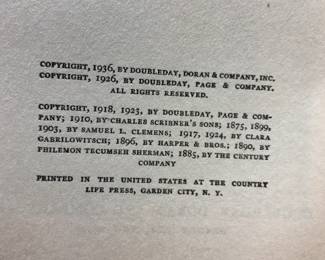 COPYRIGHT, 1936, BY DOUBLEDAY, DORAN & COMPANY, INC.
COPYRIGHT, 1926, BY DOUBLEDAY, PAGE & COMPANY.
ALL RIGHTS RESERVED.
COPYRIGHT, 1918, 1923, BY DOUBLEDAY, PAGE & COM-
PANY; 1910, BY CHARLES SCRIBNER'S SONS; 1875, 1899,
1903, BY SAMUEL L. CLEMENS; 1917, 1924, BY CLARA
GABRILOWITSCH; 1896, BY HARPER & BROS.; 1890, BY
PHILEMON TECUMSEH SHERMAN; 1885, BY THE CENTURY
COMPANY
PRINTED IN THE UNITED STATES AT THE COUNTRY
LIFE PRESS, GARDEN CITY, N. Y.